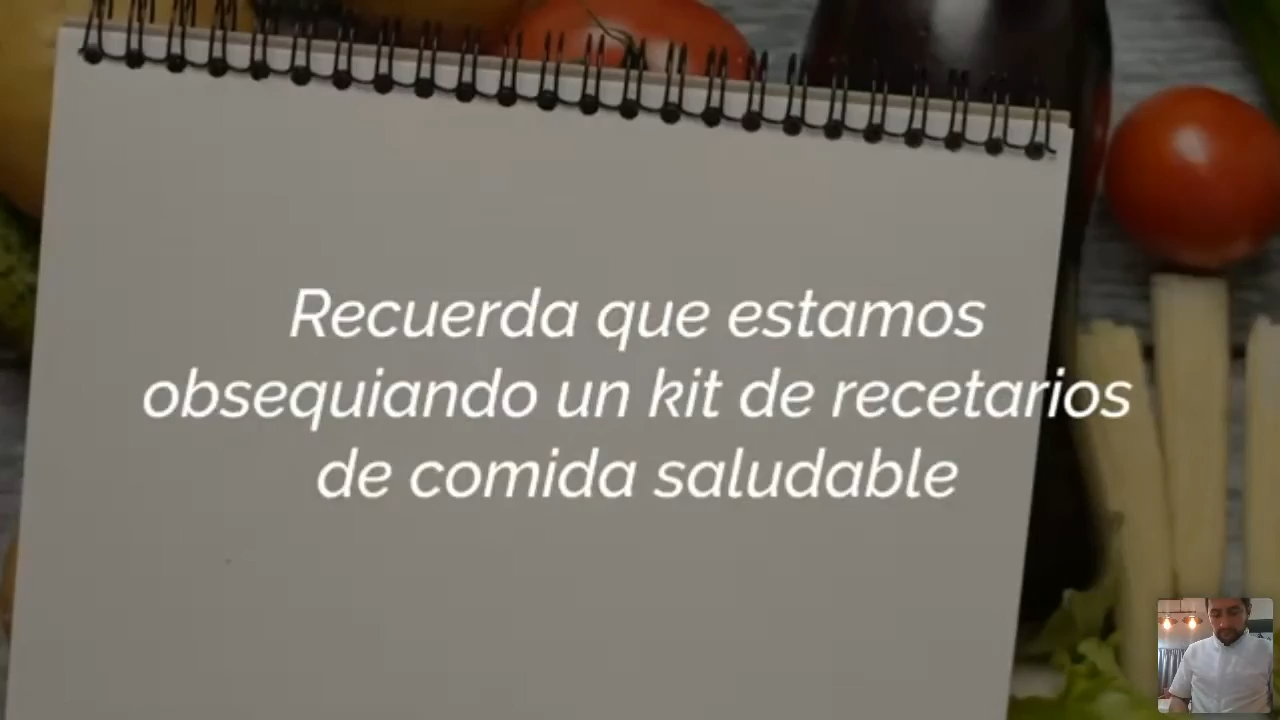 Recuerda que estamos
obsequiando un kit de recetarios
de comida saludable